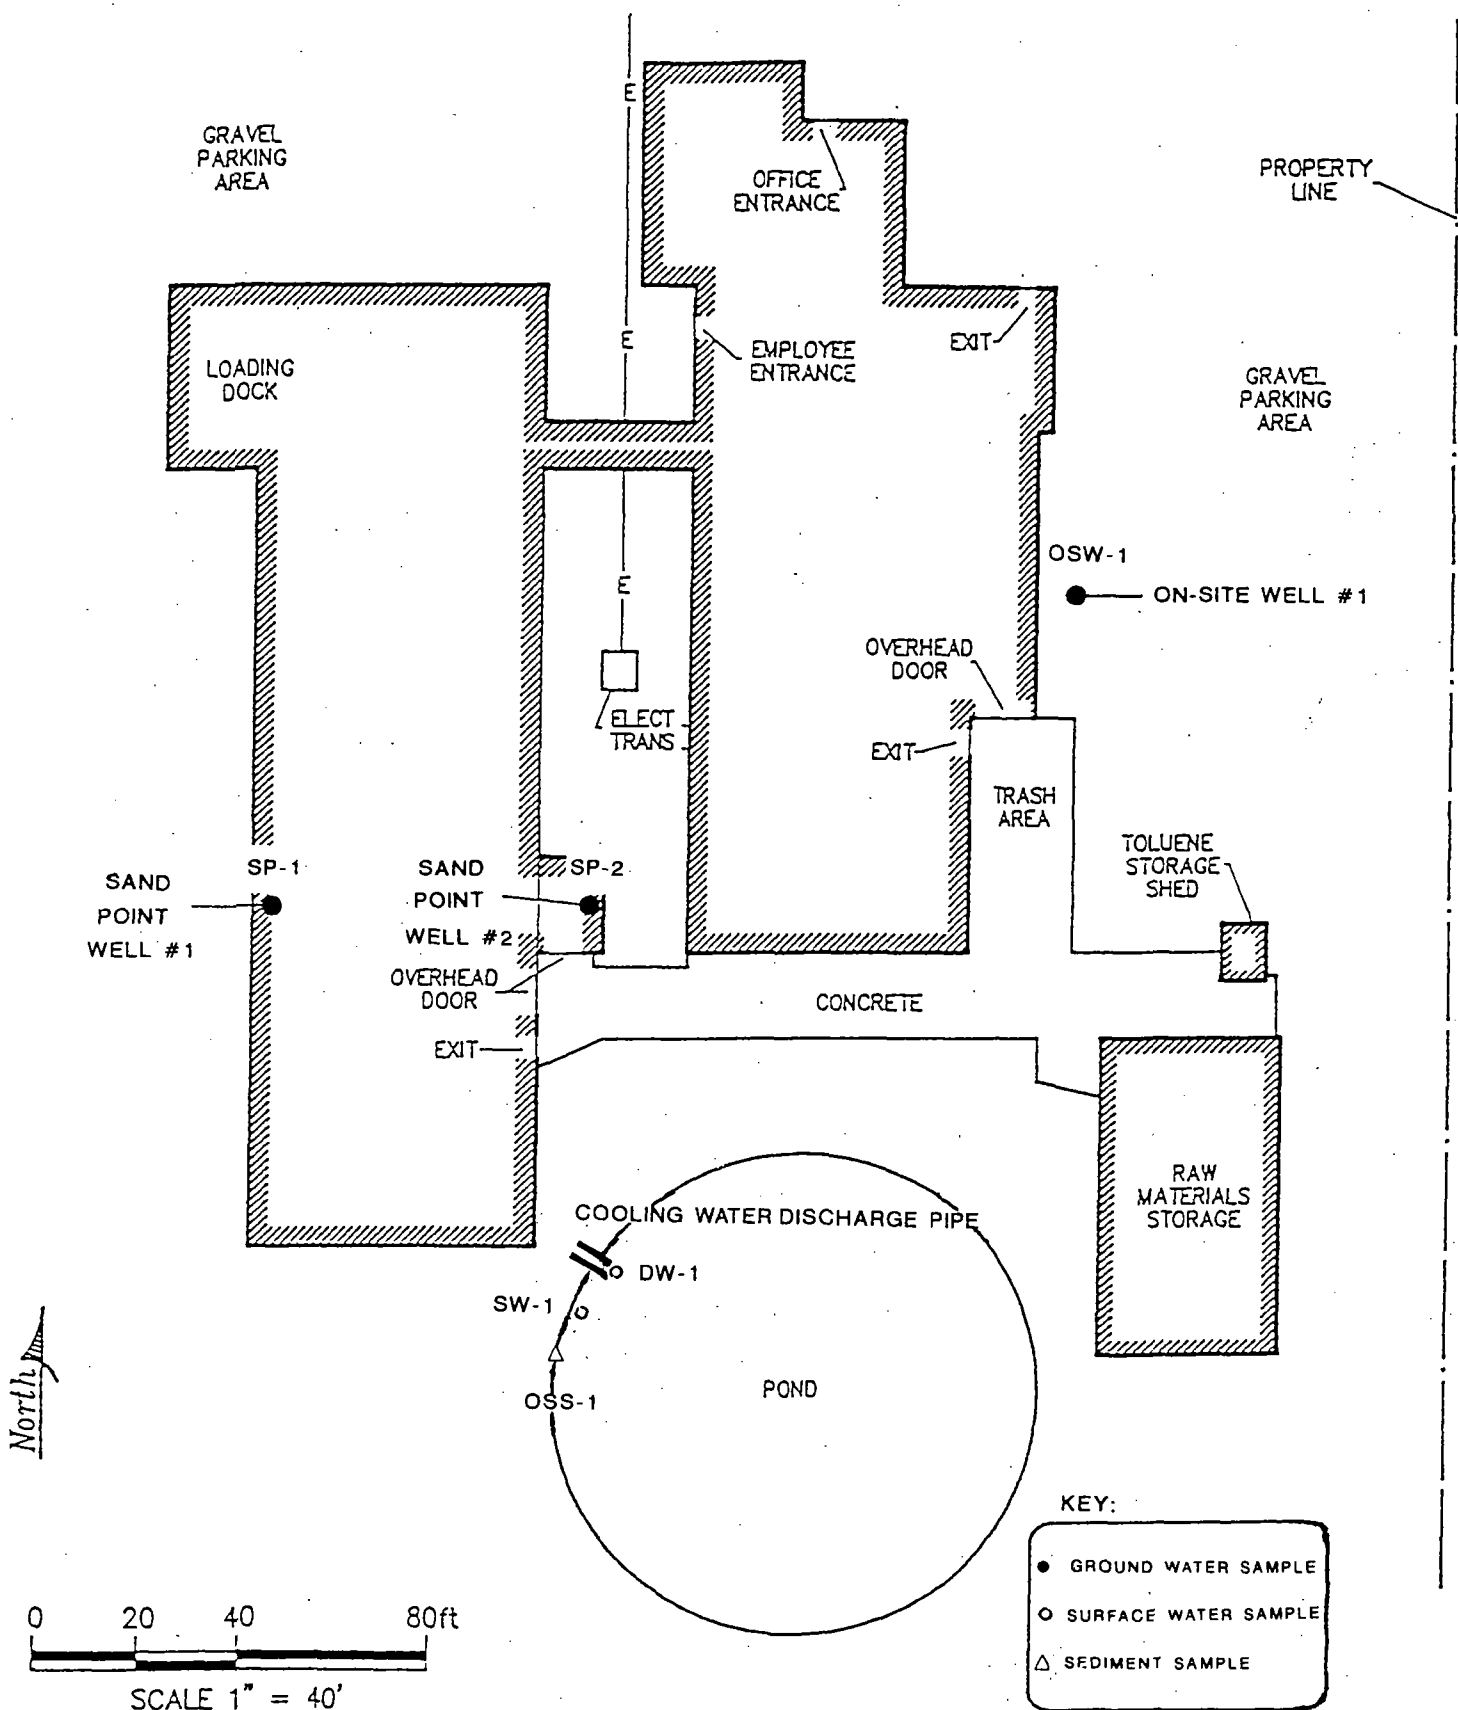 E
GRAVEL
PARKING
AREA
OFFICE
ENTRANCE
PROPERTY
LINE
E
EMPLOYEE
ENTRANCE
EXIT
LOADING
DOCK
GRAVEL
PARKING
AREA
OSW-1
E
ON-SITE WELL #1
OVERHEAD
DOOR
ELECT
TRANS
EXIT
TRASH
AREA
TOLUENE
STORAGE
SHED
SP-1
SAND
POINT
WELL #1
SAND
POINT
WELL #2
SP-2
OVERHEAD
DOOR
CONCRETE
EXIT
RAW
MATERIALS
STORAGE
COOLING WATER DISCHARGE PIPE
DW-1
SW-1
OSS-1
POND
North
KEY:
GROUND WATER SAMPLE
SURFACE WATER SAMPLE
SEDIMENT SAMPLE
0 20 40 80ft
SCALE 1" = 40'